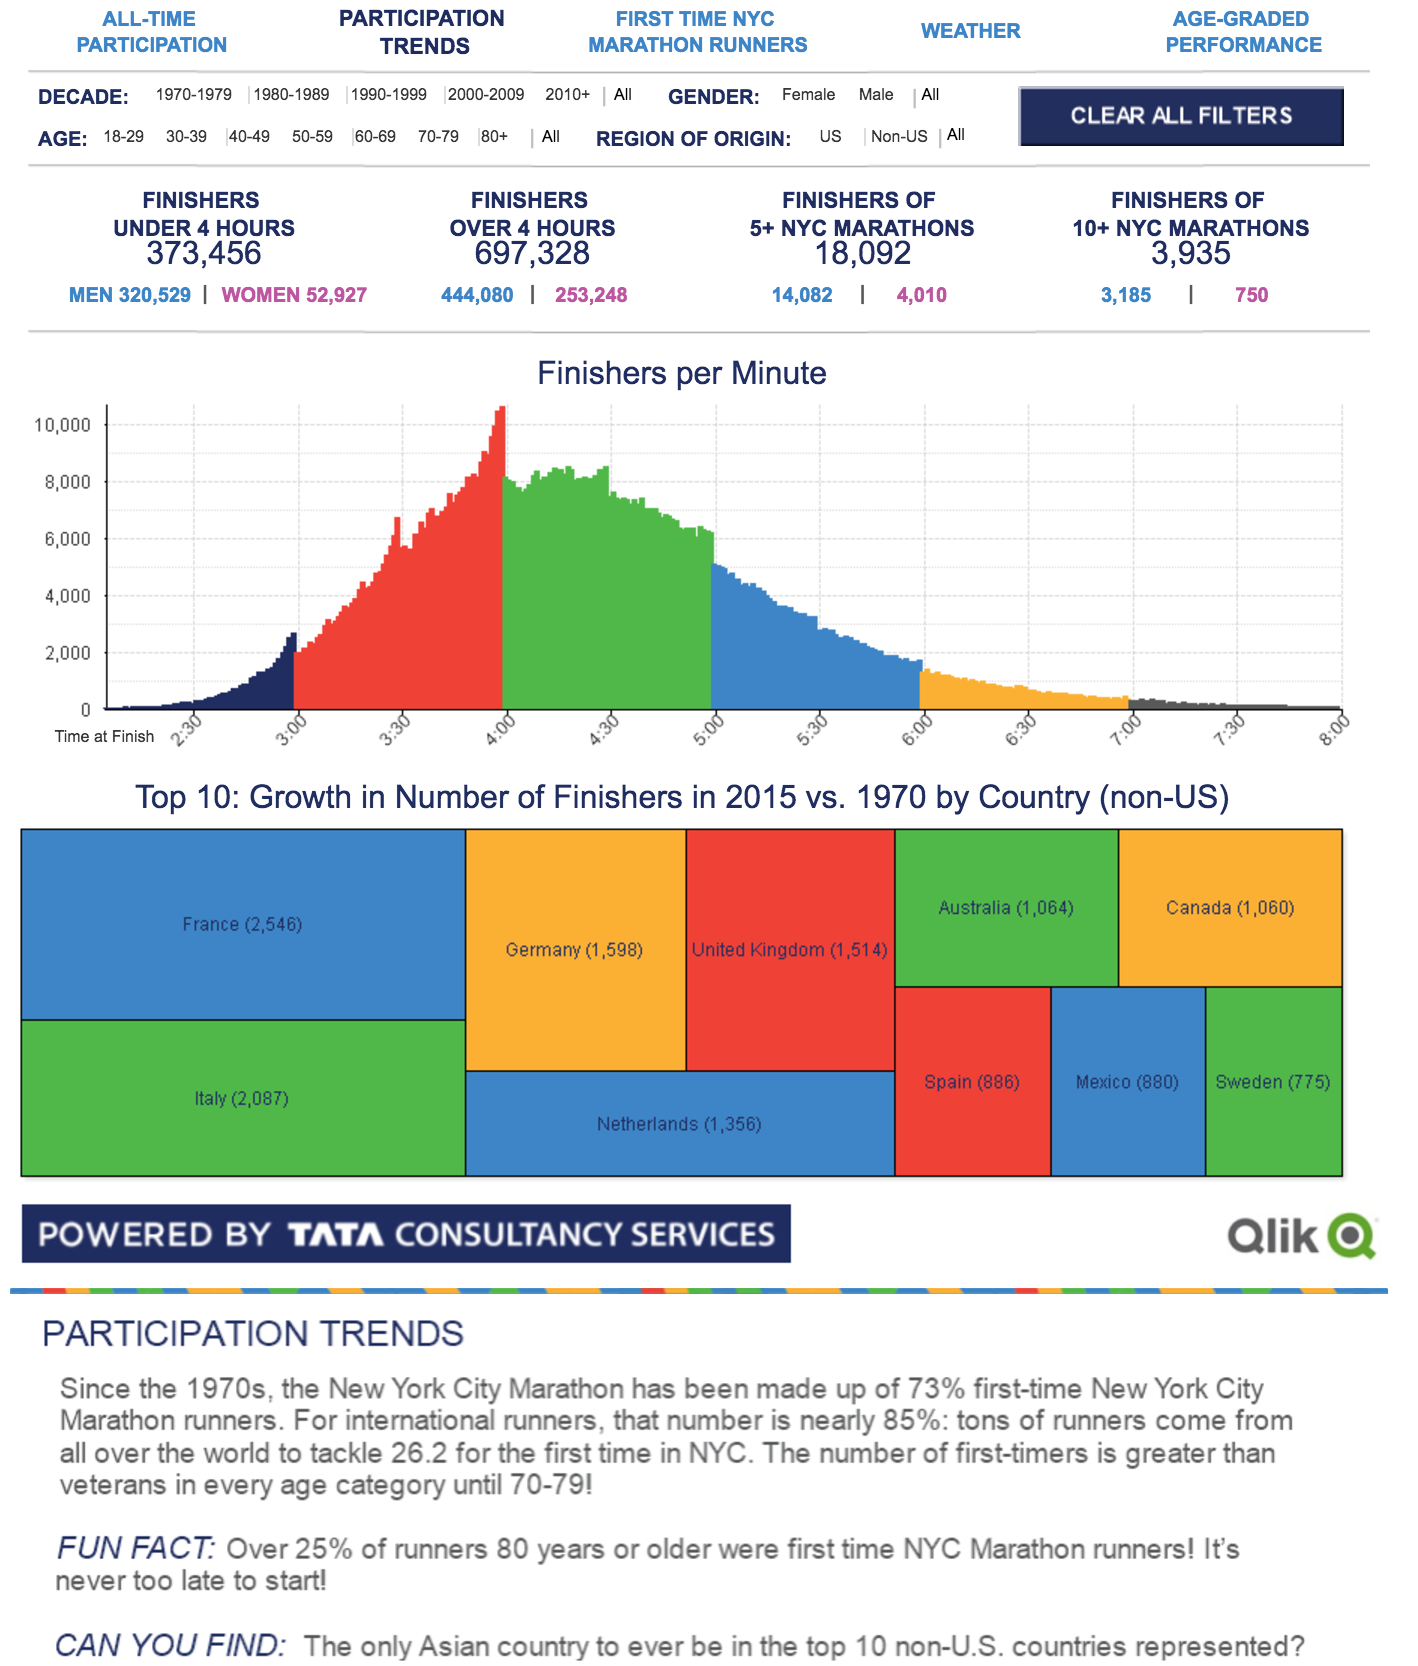 ALL-TIME
PARTICIPATION
PARTICIPATION
TRENDS
FIRST TIME NYC
MARATHON RUNNERS
WEATHER
AGE-GRADED
PERFORMANCE
DECADE: 1970-1979 | 1980-1989 | 1990-1999 | 2000-2009 2010+ | All GENDER: Female Male | All
CLEAR ALL FILTERS
AGE: 18-29 30-39 | 40-49 50-59 | 60-69 70-79 | 80+ | All REGION OF ORIGIN: US | Non-US | All
FINISHERS
UNDER 4 HOURS
373,456
MEN 320,529 | WOMEN 52,927
FINISHERS
OVER 4 HOURS
697,328
444,080 | 253,248
FINISHERS OF
5+ NYC MARATHONS
18,092
14,082 | 4,010
FINISHERS OF
10+ NYC MARATHONS
3,935
3,185 | 750
Finishers per Minute
10,000
8,000
6,000
4,000
2,000
0
Time at Finish 2:30 3:00 3:30 4:00 4:30 5:00 5:30 6:00 6:30 7:00 7:30 8:00
Top 10: Growth in Number of Finishers in 2015 vs. 1970 by Country (non-US)
France (2,546)
Italy (2,087)
Germany (1,598)
United Kingdom (1,514)
Netherlands (1,356)
Australia (1,064)
Canada (1,060)
Spain (886)
Mexico (880)
Sweden (775)
POWERED BY TATA CONSULTANCY SERVICES
Qlik
PARTICIPATION TRENDS
Since the 1970s, the New York City Marathon has been made up of 73% first-time New York City
Marathon runners. For international runners, that number is nearly 85%: tons of runners come from
all over the world to tackle 26.2 for the first time in NYC. The number of first-timers is greater than
veterans in every age category until 70-79!
FUN FACT: Over 25% of runners 80 years or older were first time NYC Marathon runners! It’s
never too late to start!
CAN YOU FIND: The only Asian country to ever be in the top 10 non-U.S. countries represented?